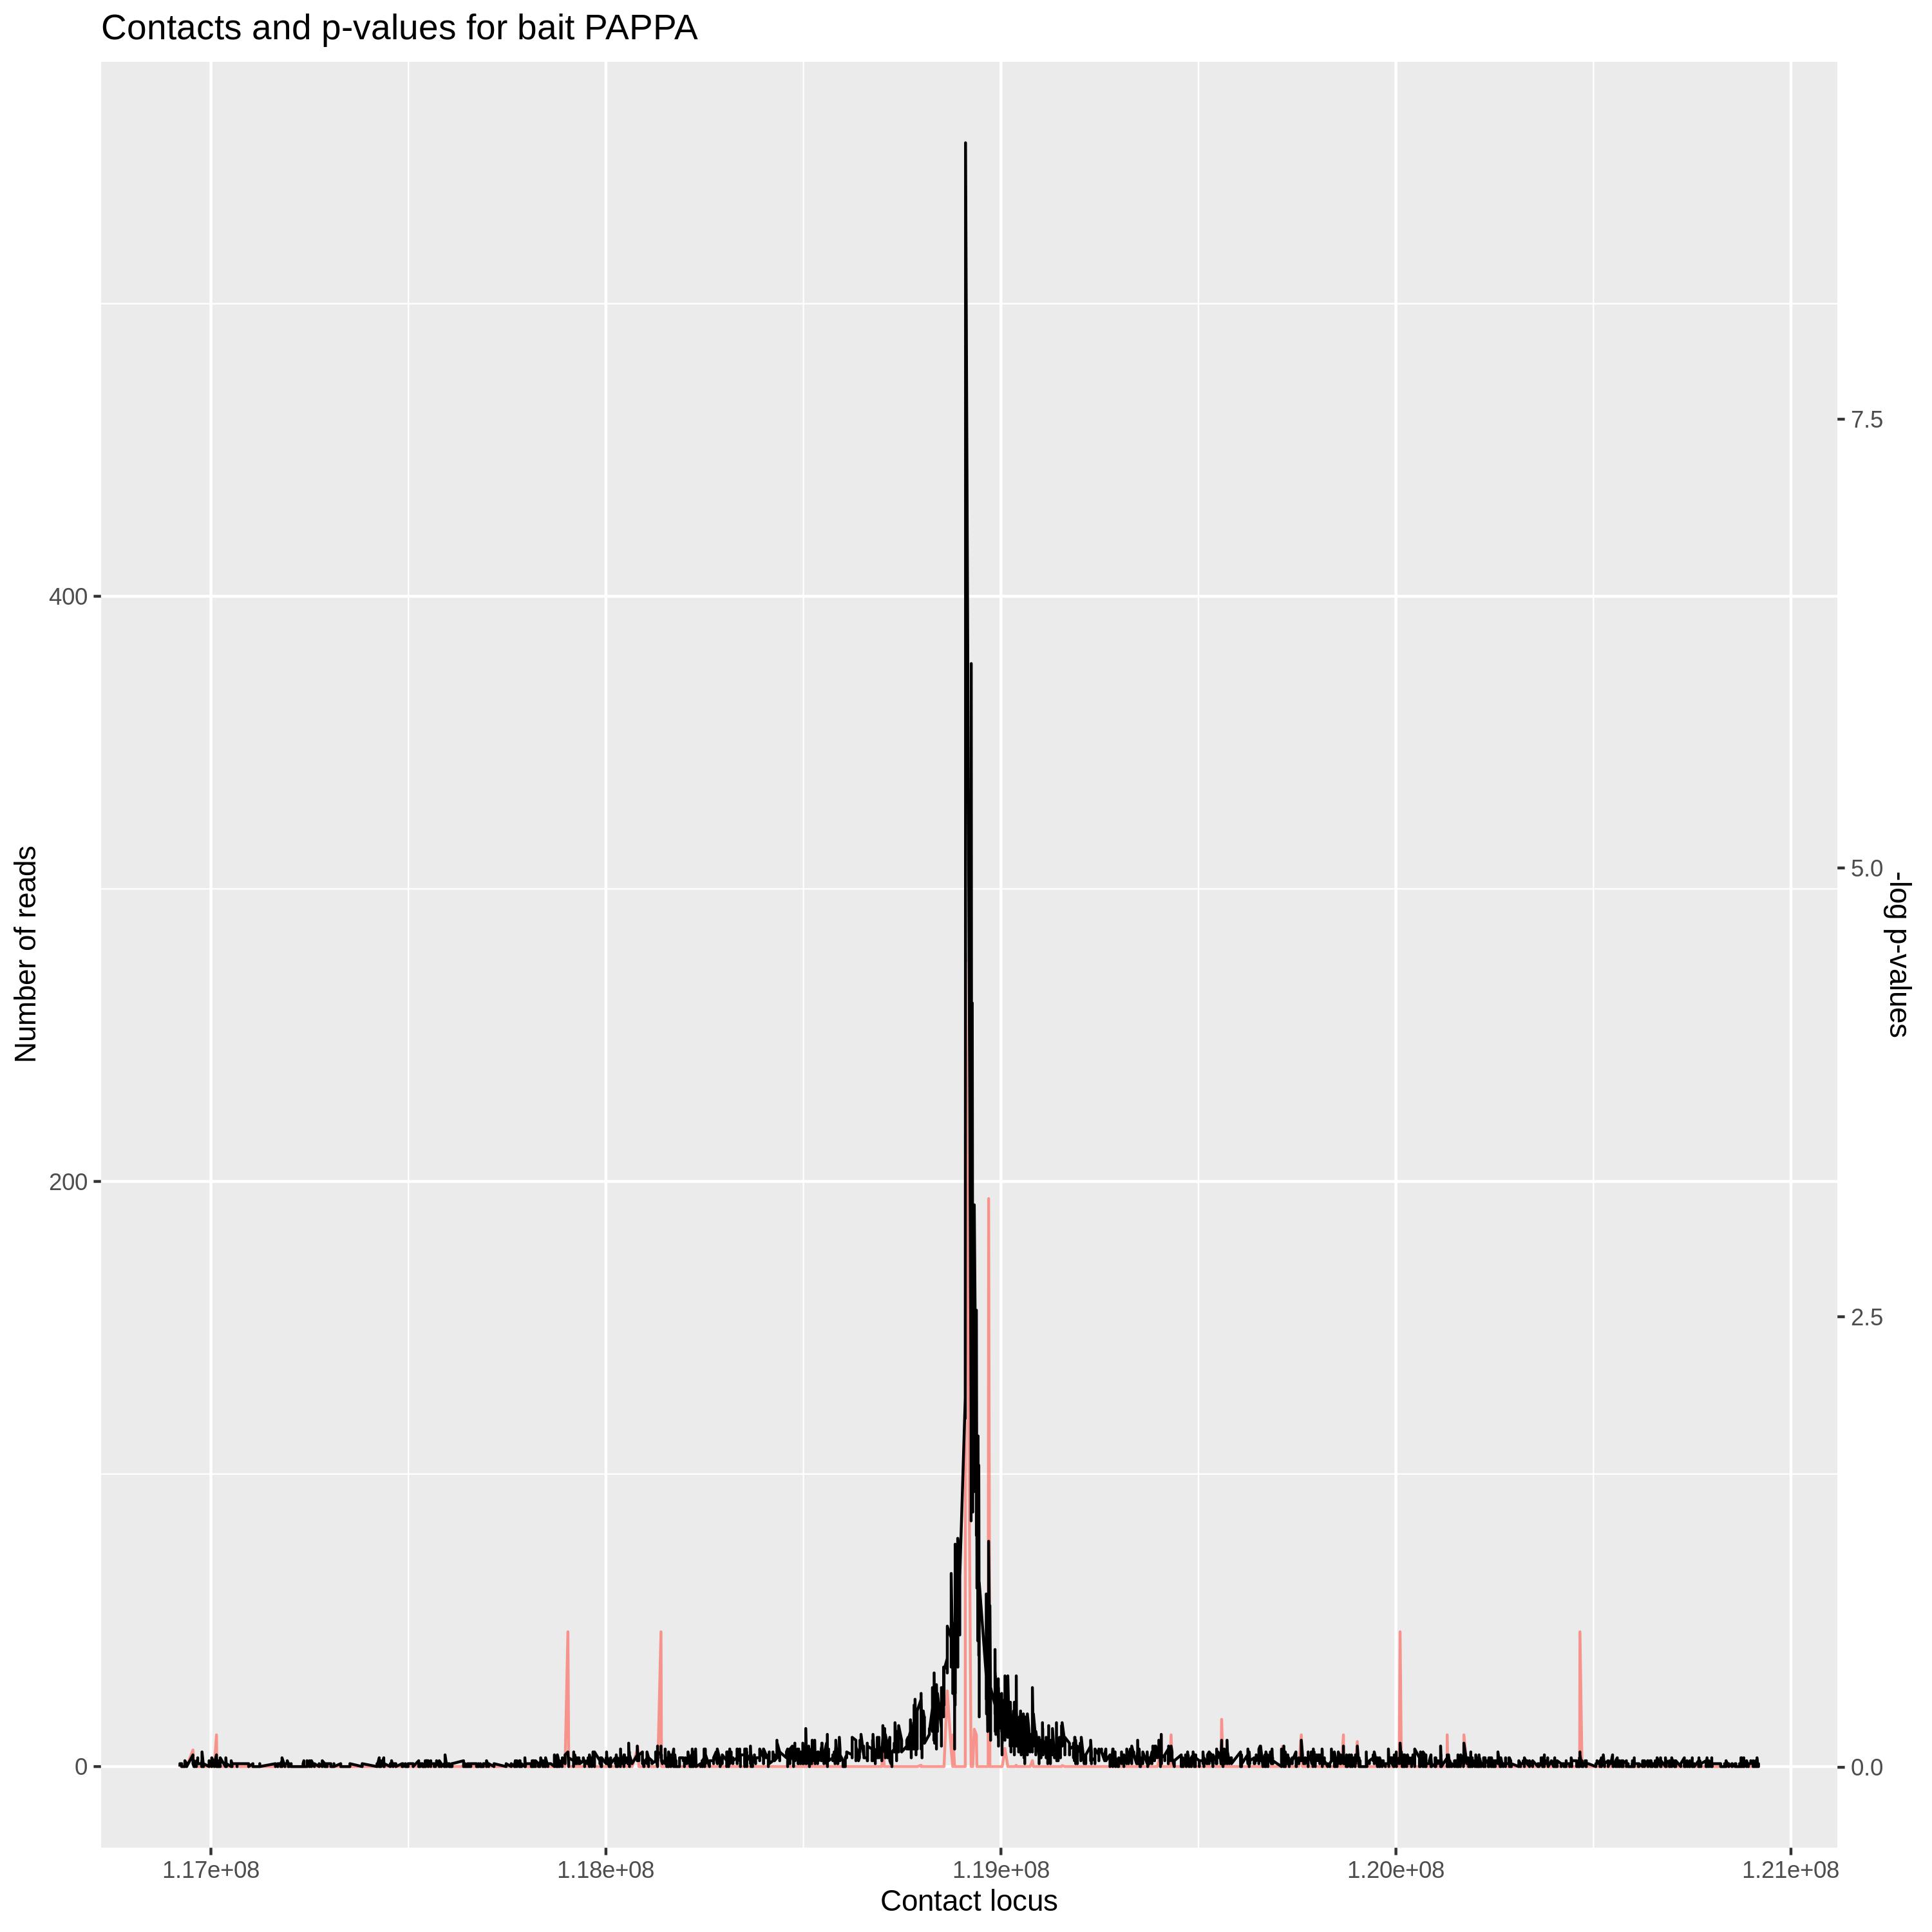 Contacts and p-values for bait PAPPA
400
200
0
Number of reads
7.5
5.0
2.5
0.0
-log p-values
1.17e+08 1.18e+08 1.19e+08 1.20e+08 1.21e+08
Contact locus